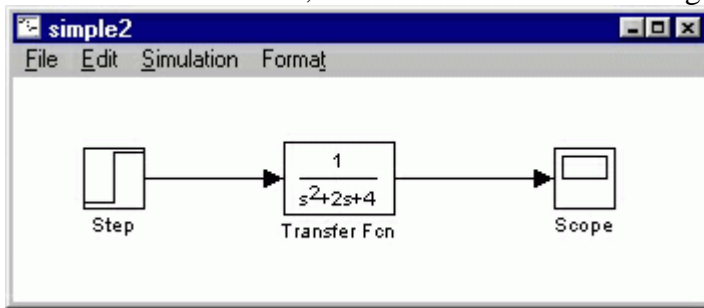 simple2
File Edit Simulation Format
1
s²+2s+4
Step
Transfer Fcn
Scope